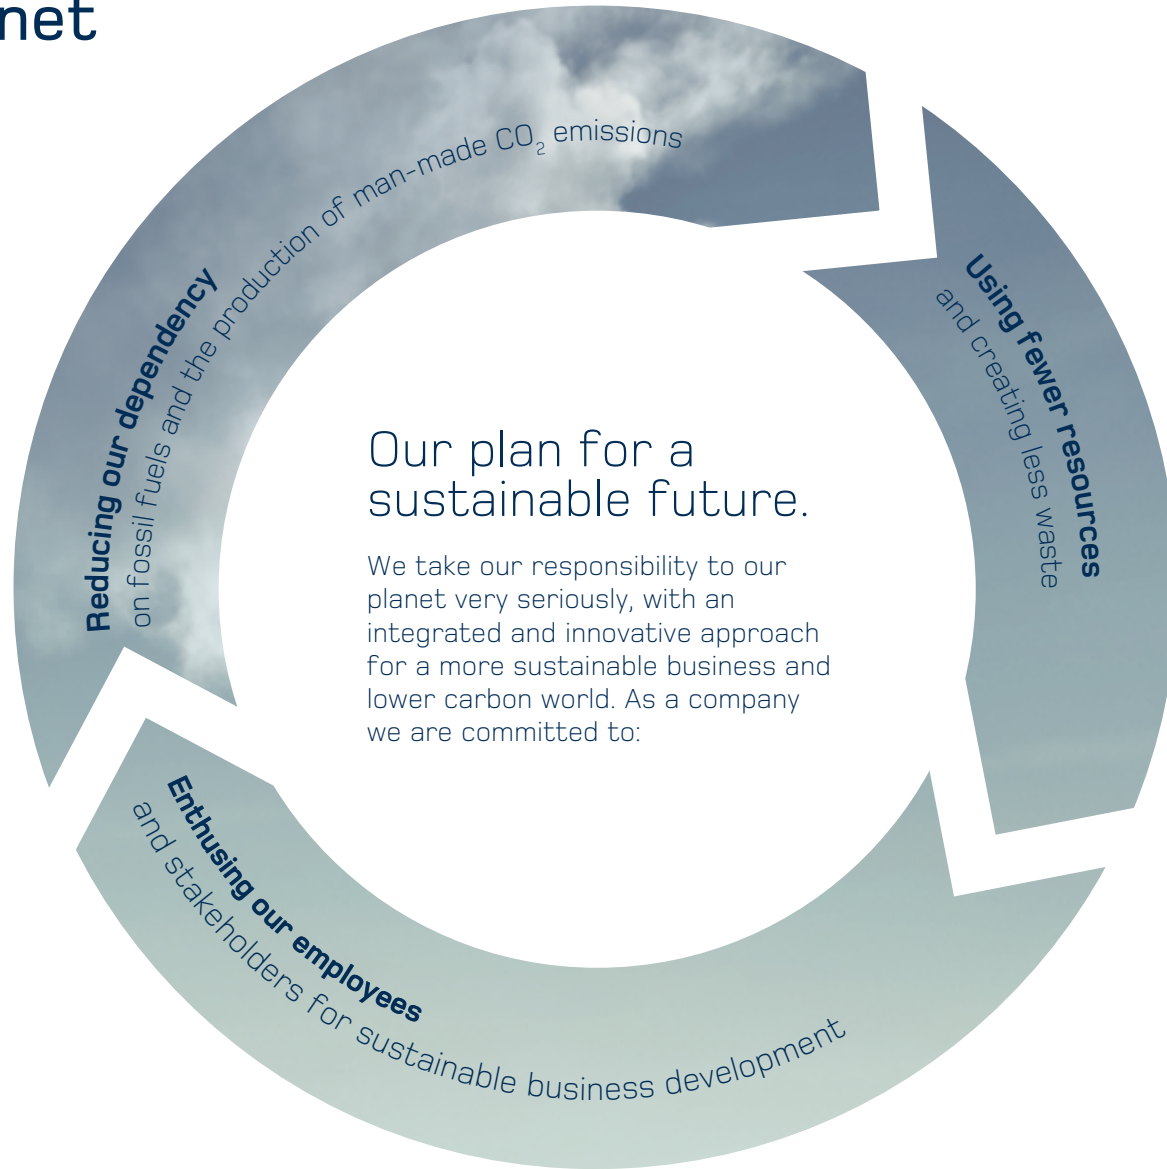 net
Reducing our dependency
on fossil fuels and the production of man-made CO₂ emissions
Using fewer resources
and creating less waste
Our plan for a
sustainable future.
We take our responsibility to our
planet very seriously, with an
integrated and innovative approach
for a more sustainable business and
lower carbon world. As a company
we are committed to:
Enthusing our employees
and stakeholders for sustainable business development